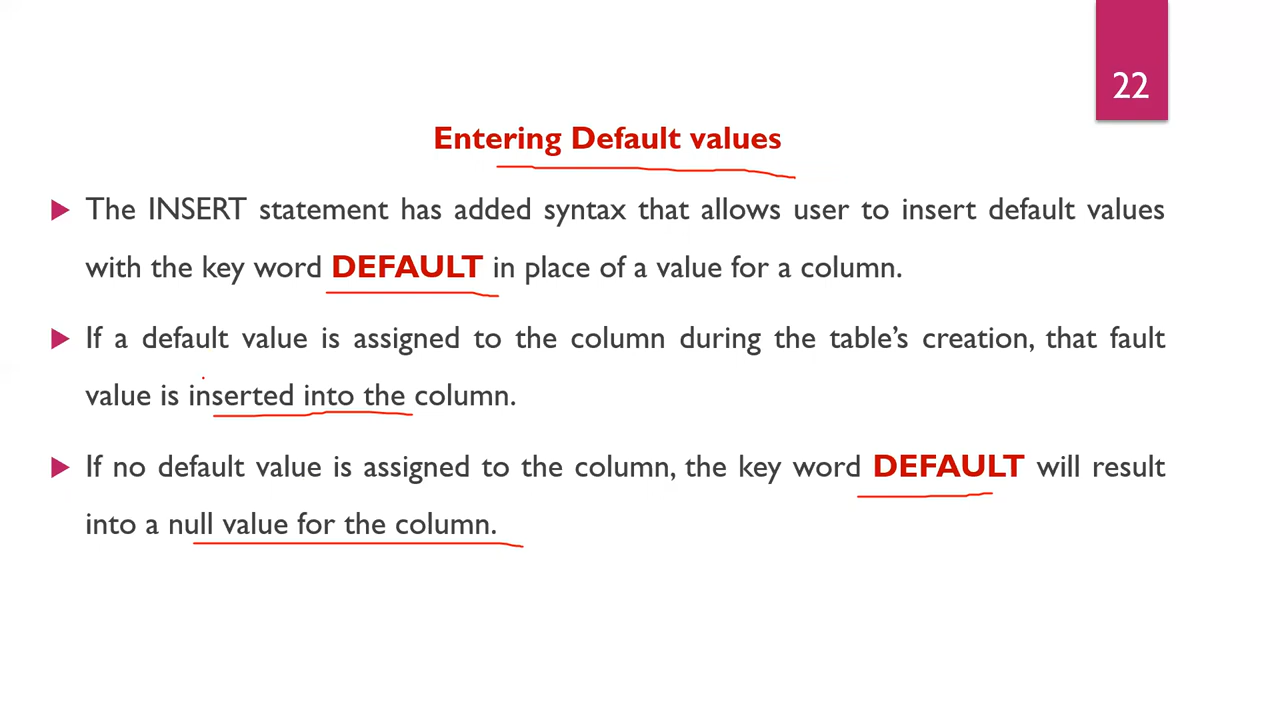 22
Entering Default values
The INSERT statement has added syntax that allows user to insert default values
with the key word DEFAULT in place of a value for a column.
If a default value is assigned to the column during the table's creation, that fault
value is inserted into the column.
If no default value is assigned to the column, the key word DEFAULT will result
into a null value for the column.